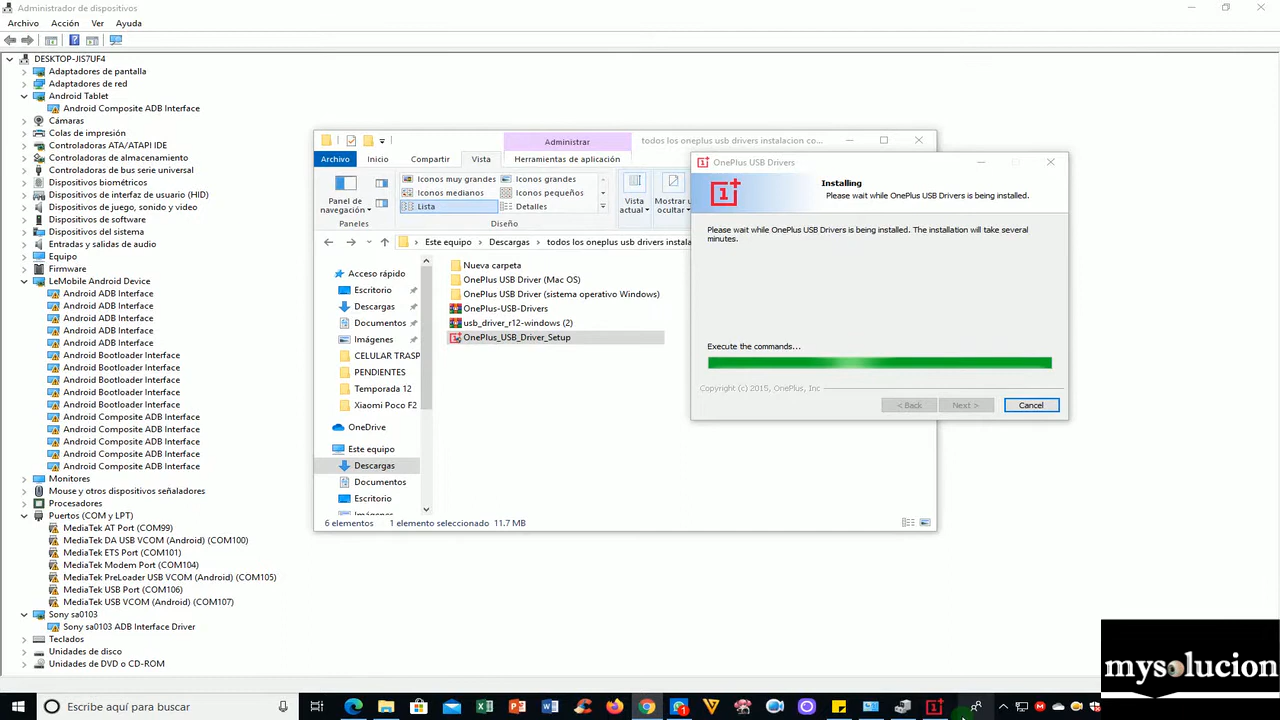 Administrador de dispositivos
Archivo Acción Ver Ayuda
DESKTOP-JIS7UF4
Adaptadores de pantalla
Adaptadores de red
Android Tablet
Android Composite ADB Interface
Cámaras
Colas de impresión
Controladoras ATA/ATAPI IDE
Controladoras de almacenamiento
Controladoras de bus serie universal
Dispositivos biométricos
Dispositivos de interfaz de usuario (HID)
Dispositivos de juego, sonido y video
Dispositivos de software
Dispositivos del sistema
Entradas y salidas de audio
Equipo
Firmware
LeMobile Android Device
Android ADB Interface
Android ADB Interface
Android ADB Interface
Android ADB Interface
Android ADB Interface
Android Bootloader Interface
Android Bootloader Interface
Android Bootloader Interface
Android Bootloader Interface
Android Bootloader Interface
Android Composite ADB Interface
Android Composite ADB Interface
Android Composite ADB Interface
Android Composite ADB Interface
Android Composite ADB Interface
Monitores
Mouse y otros dispositivos señaladores
Procesadores
Puertos (COM y LPT)
MediaTek AT Port (COM99)
MediaTek DA USB VCOM (Android) (COM100)
MediaTek ETS Port (COM101)
MediaTek Modem Port (COM104)
MediaTek PreLoader USB VCOM (Android) (COM105)
MediaTek USB Port (COM106)
MediaTek USB VCOM (Android) (COM107)
Sony sa0103
Sony sa0103 ADB Interface Driver
Teclados
Unidades de disco
Unidades de DVD o CD-ROM
Administrar
todos los oneplus usb drivers instalacion co...
Archivo Inicio Compartir Vista Herramientas de aplicación
Panel de navegación
Paneles
Iconos muy grandes Iconos grandes
Iconos medianos Iconos pequeños
Lista Detalles
Diseño
Vista actual
Mostrar u ocultar
Este equipo Descargas todos los oneplus usb drivers instala
Acceso rápido
Escritorio
Descargas
Documentos
Imágenes
CELULAR TRASP
PENDIENTES
Temporada 12
Xiaomi Poco F2
OneDrive
Este equipo
Descargas
Documentos
Escritorio
Nueva carpeta
OnePlus USB Driver (Mac OS)
OnePlus USB Driver (sistema operativo Windows)
OnePlus-USB-Drivers
usb_driver_r12-windows (2)
OnePlus_USB_Driver_Setup
6 elementos 1 elemento seleccionado 11.7 MB
OnePlus USB Drivers
Installing
Please wait while OnePlus USB Drivers is being installed.
Please wait while OnePlus USB Drivers is being installed. The installation will take several
minutes.
Execute the commands...
Copyright (c) 2015, OnePlus, Inc
< Back Next > Cancel
mysolucion
Escribe aquí para buscar